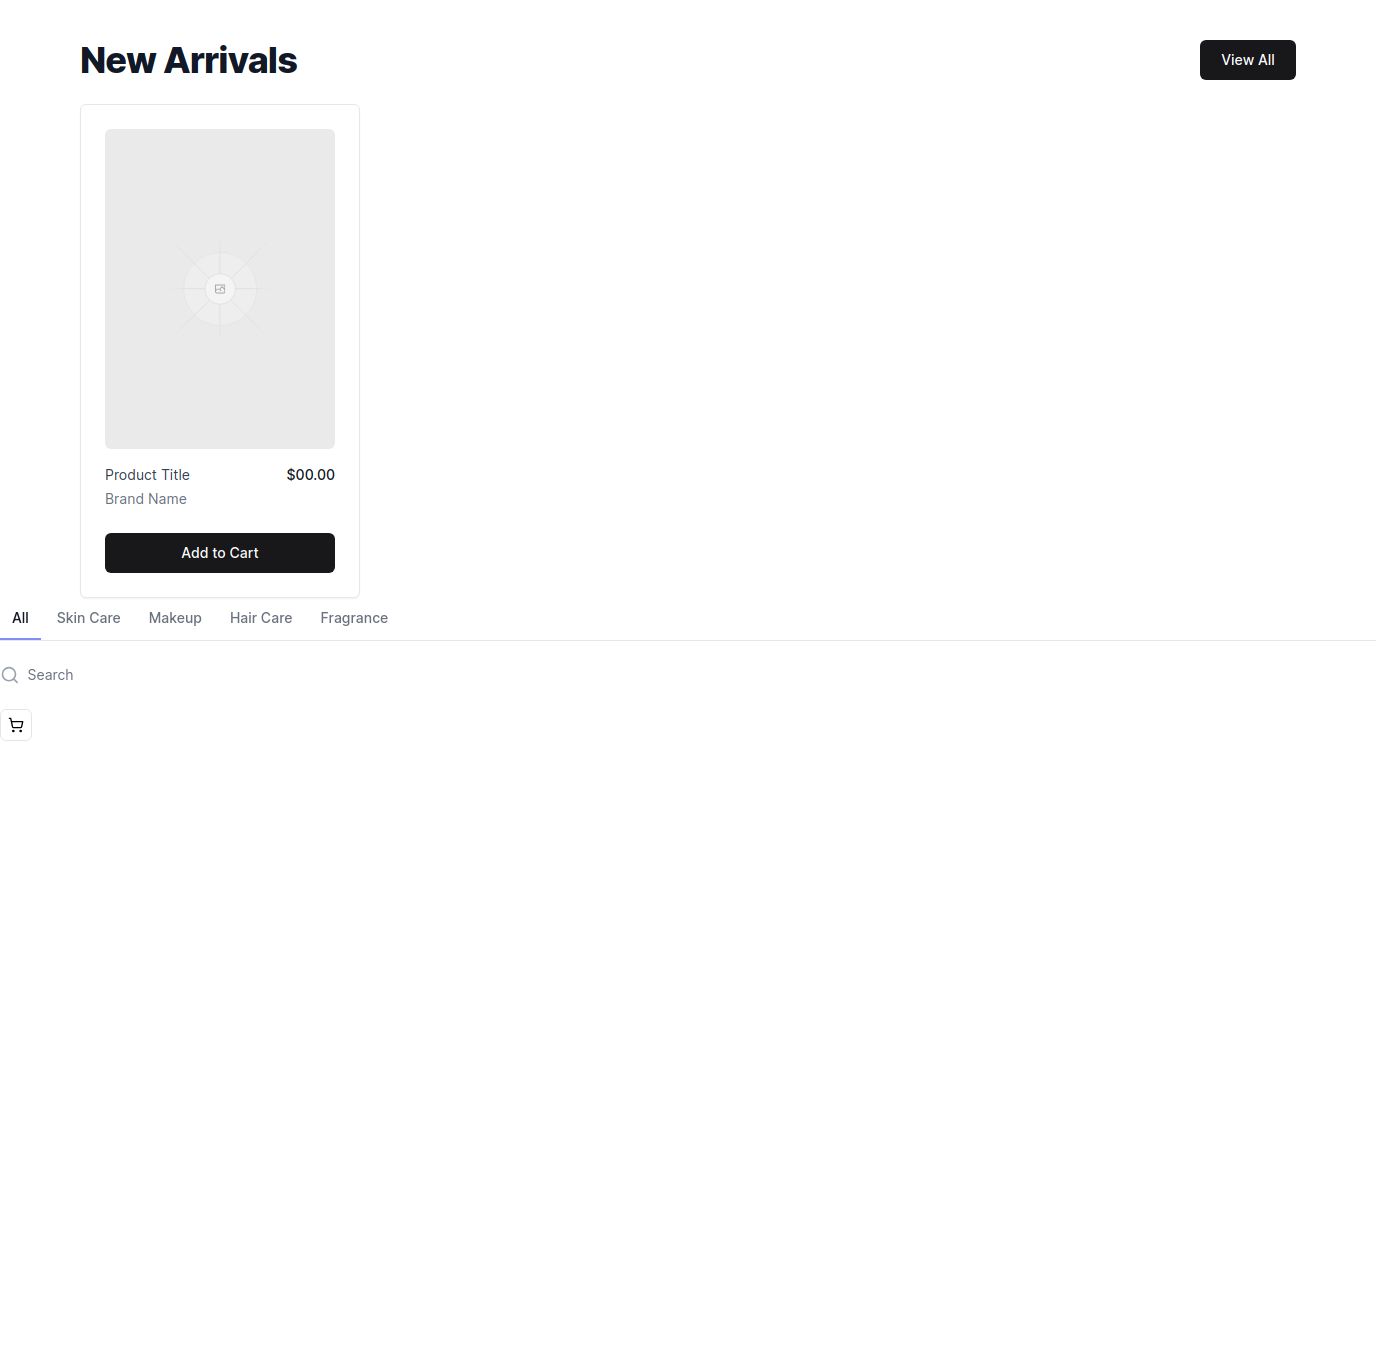 New Arrivals
View All
Product Title $00.00
Brand Name
Add to Cart
All Skin Care Makeup Hair Care Fragrance
Search